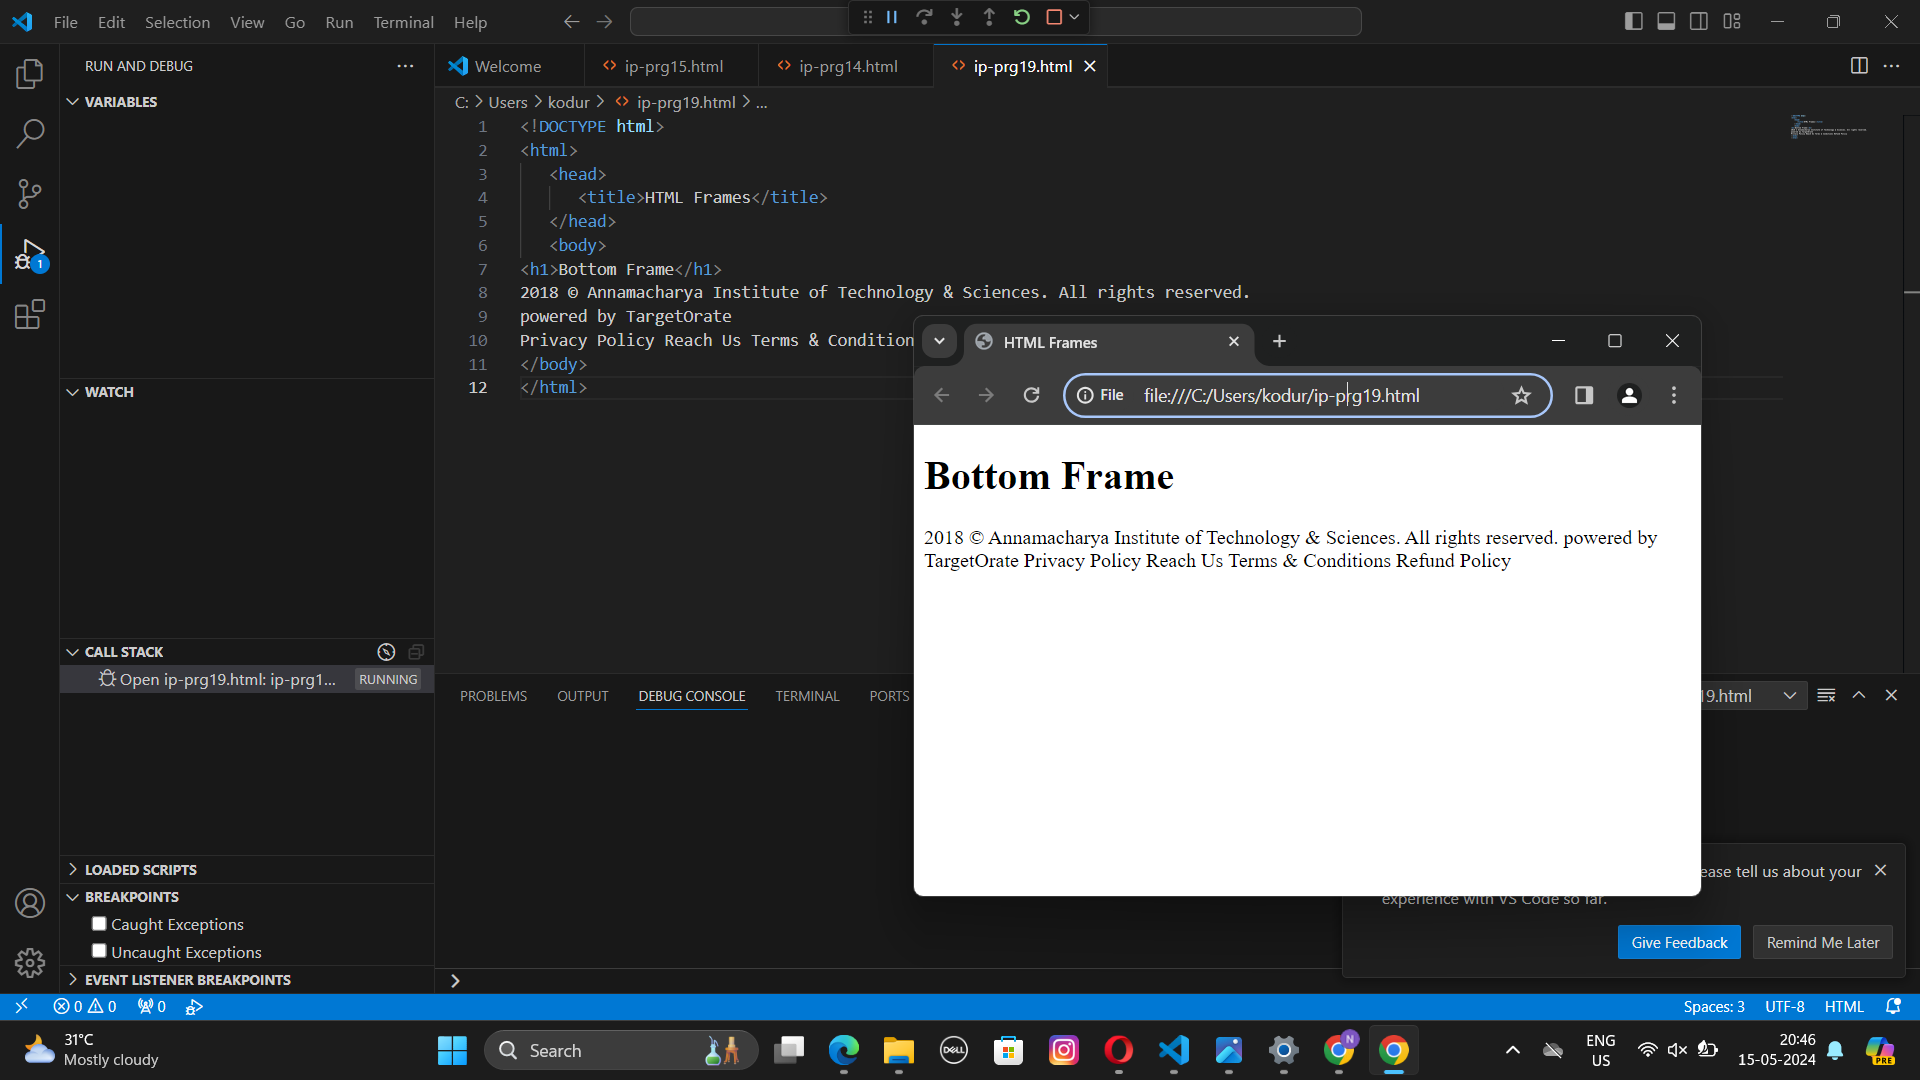 File Edit Selection View Go Run Terminal Help
RUN AND DEBUG
VARIABLES
WATCH
CALL STACK
Open ip-prg19.html: ip-prg1... RUNNING
LOADED SCRIPTS
BREAKPOINTS
Caught Exceptions
Uncaught Exceptions
EVENT LISTENER BREAKPOINTS
1
Welcome ip-prg15.html ip-prg14.html ip-prg19.html
C: > Users > kodur > ip-prg19.html > ...
1 <!DOCTYPE html>
2 <html>
3 <head>
4 <title>HTML Frames</title>
5 </head>
6 <body>
7 <h1>Bottom Frame</h1>
8 2018 © Annamacharya Institute of Technology & Sciences. All rights reserved.
9 powered by TargetOrate
10 Privacy Policy Reach Us Terms & Condition
11 </body>
12 </html>
HTML Frames
File file:///C:/Users/kodur/ip-prg19.html
Bottom Frame
2018 © Annamacharya Institute of Technology & Sciences. All rights reserved. powered by
TargetOrate Privacy Policy Reach Us Terms & Conditions Refund Policy
PROBLEMS OUTPUT DEBUG CONSOLE TERMINAL PORTS
19.html
ease tell us about your
experience with VS Code so far.
Give Feedback Remind Me Later
0 0 0
Spaces: 3 UTF-8 HTML
31°C
Mostly cloudy
Search
DELL
N
ENG
US
20:46
15-05-2024
PRE